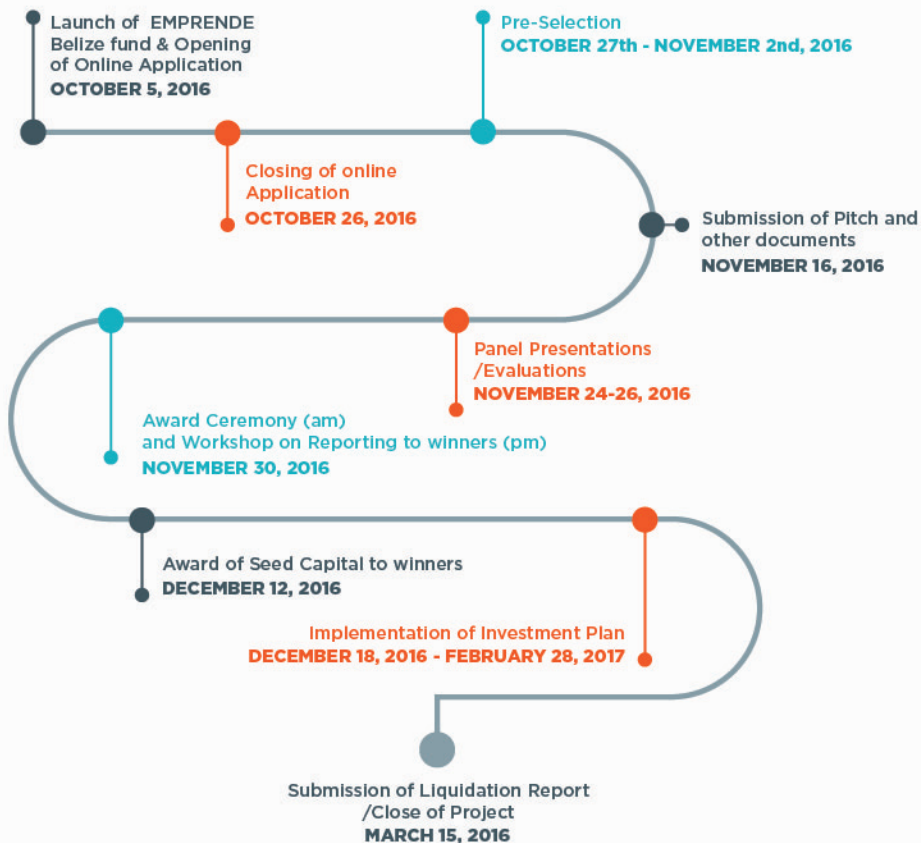 Launch of EMPRENDE
Belize fund & Opening
of Online Application
OCTOBER 5, 2016
Closing of online
Application
OCTOBER 26, 2016
Pre-Selection
OCTOBER 27th - NOVEMBER 2nd, 2016
Submission of Pitch and
other documents
NOVEMBER 16, 2016
Panel Presentations
/Evaluations
NOVEMBER 24-26, 2016
Award Ceremony (am)
and Workshop on Reporting to winners (pm)
NOVEMBER 30, 2016
Award of Seed Capital to winners
DECEMBER 12, 2016
Implementation of Investment Plan
DECEMBER 18, 2016 - FEBRUARY 28, 2017
Submission of Liquidation Report
/Close of Project
MARCH 15, 2016